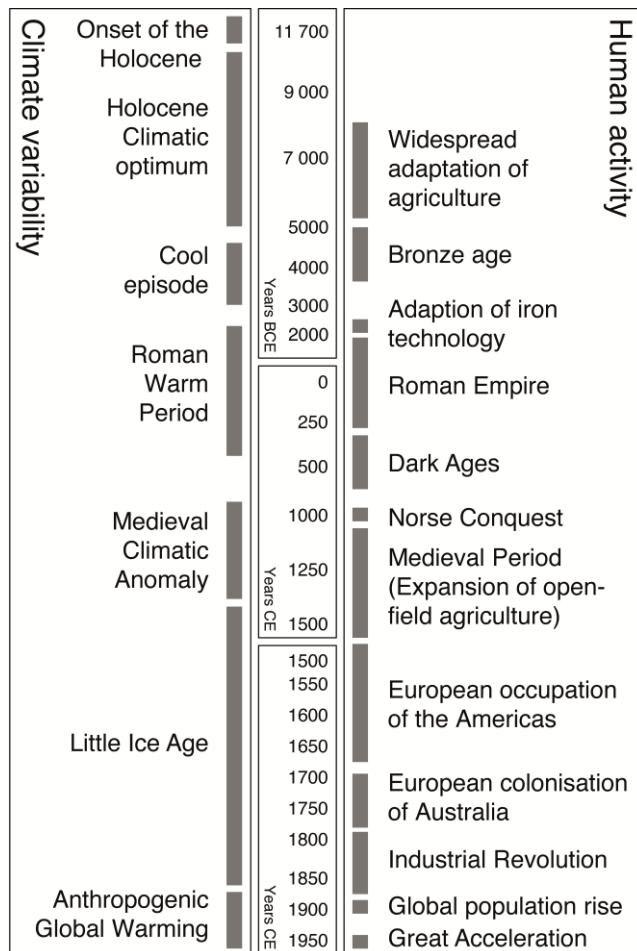 Climate variability
Onset of the
Holocene
Holocene
Climatic
optimum
Cool
episode
Roman
Warm
Period
Medieval
Climatic
Anomaly
Little Ice Age
Anthropogenic
Global Warming
11 700
9 000
7 000
5000
4000
3000
2000
Years BCE
0
250
500
1000
1250
1500
Years CE
1500
1550
1600
1650
1700
1750
1800
1850
1900
1950
Years CE
Human activity
Widespread
adaptation of
agriculture
Bronze age
Adaption of iron
technology
Roman Empire
Dark Ages
Norse Conquest
Medieval Period
(Expansion of open-
field agriculture)
European occupation
of the Americas
European colonisation
of Australia
Industrial Revolution
Global population rise
Great Acceleration